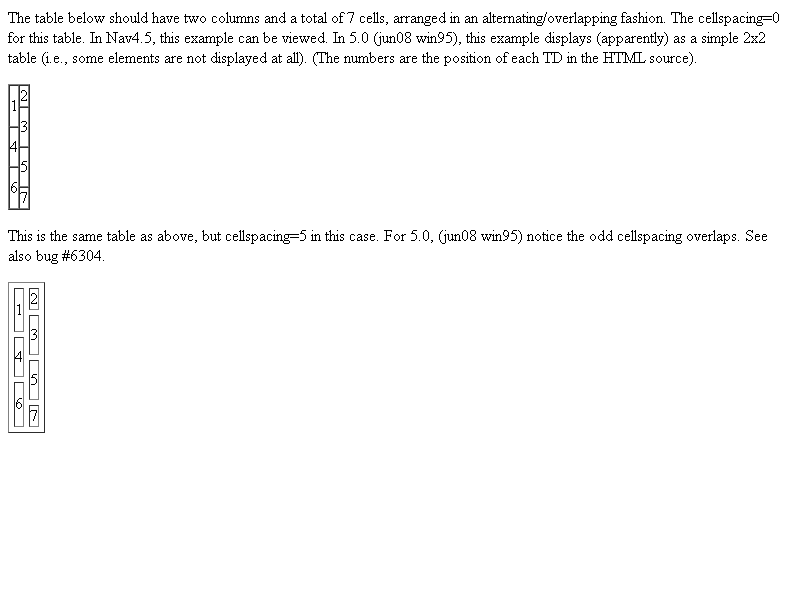 The table below should have two columns and a total of 7 cells, arranged in an alternating/overlapping fashion. The cellspacing=0
for this table. In Nav4.5, this example can be viewed. In 5.0 (jun08 win95), this example displays (apparently) as a simple 2x2
table (i.e., some elements are not displayed at all). (The numbers are the position of each TD in the HTML source).
2
1
3
4
5
6
7
This is the same table as above, but cellspacing=5 in this case. For 5.0, (jun08 win95) notice the odd cellspacing overlaps. See
also bug #6304.
2
1
3
4
5
6
7